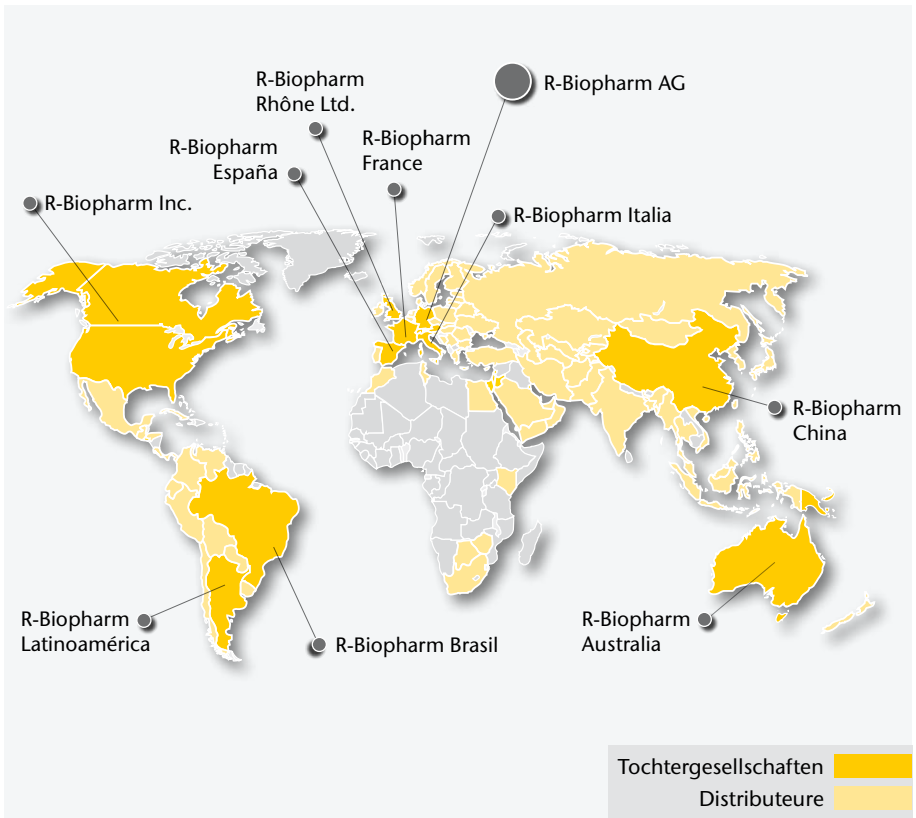 R-Biopharm
Rhône Ltd.
R-Biopharm AG
R-Biopharm
France
R-Biopharm
España
R-Biopharm Inc.
R-Biopharm Italia
R-Biopharm
China
R-Biopharm
Latinoamérica
R-Biopharm Brasil
R-Biopharm
Australia
Tochtergesellschaften
Distributeure